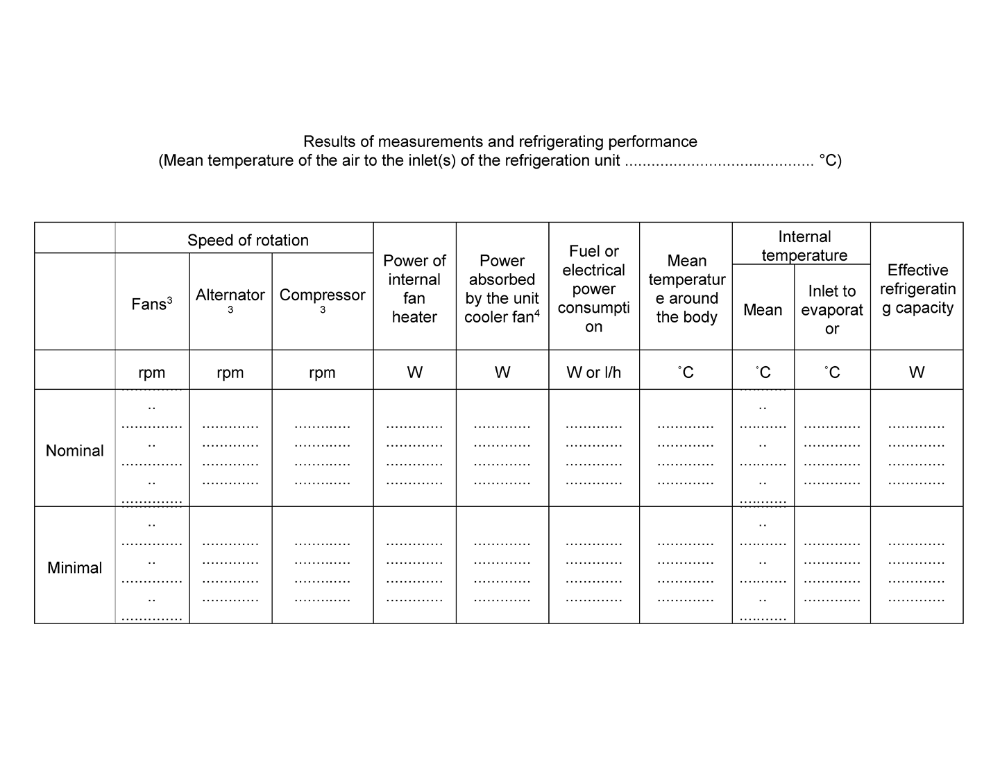 Results of measurements and refrigerating performance
(Mean temperature of the air to the inlet(s) of the refrigeration unit ........................................... °C)
Speed of rotation
Internal
temperature
Fans3
Alternator
3
Compressor
3
Power of
internal
fan
heater
Power
absorbed
by the unit
cooler fan4
Fuel or
electrical
power
consumpti
on
Mean
temperatur
e around
the body
Mean
Inlet to
evaporat
or
Effective
refrigeratin
g capacity
rpm rpm rpm W W W or l/h °C °C °C W
Nominal
Minimal